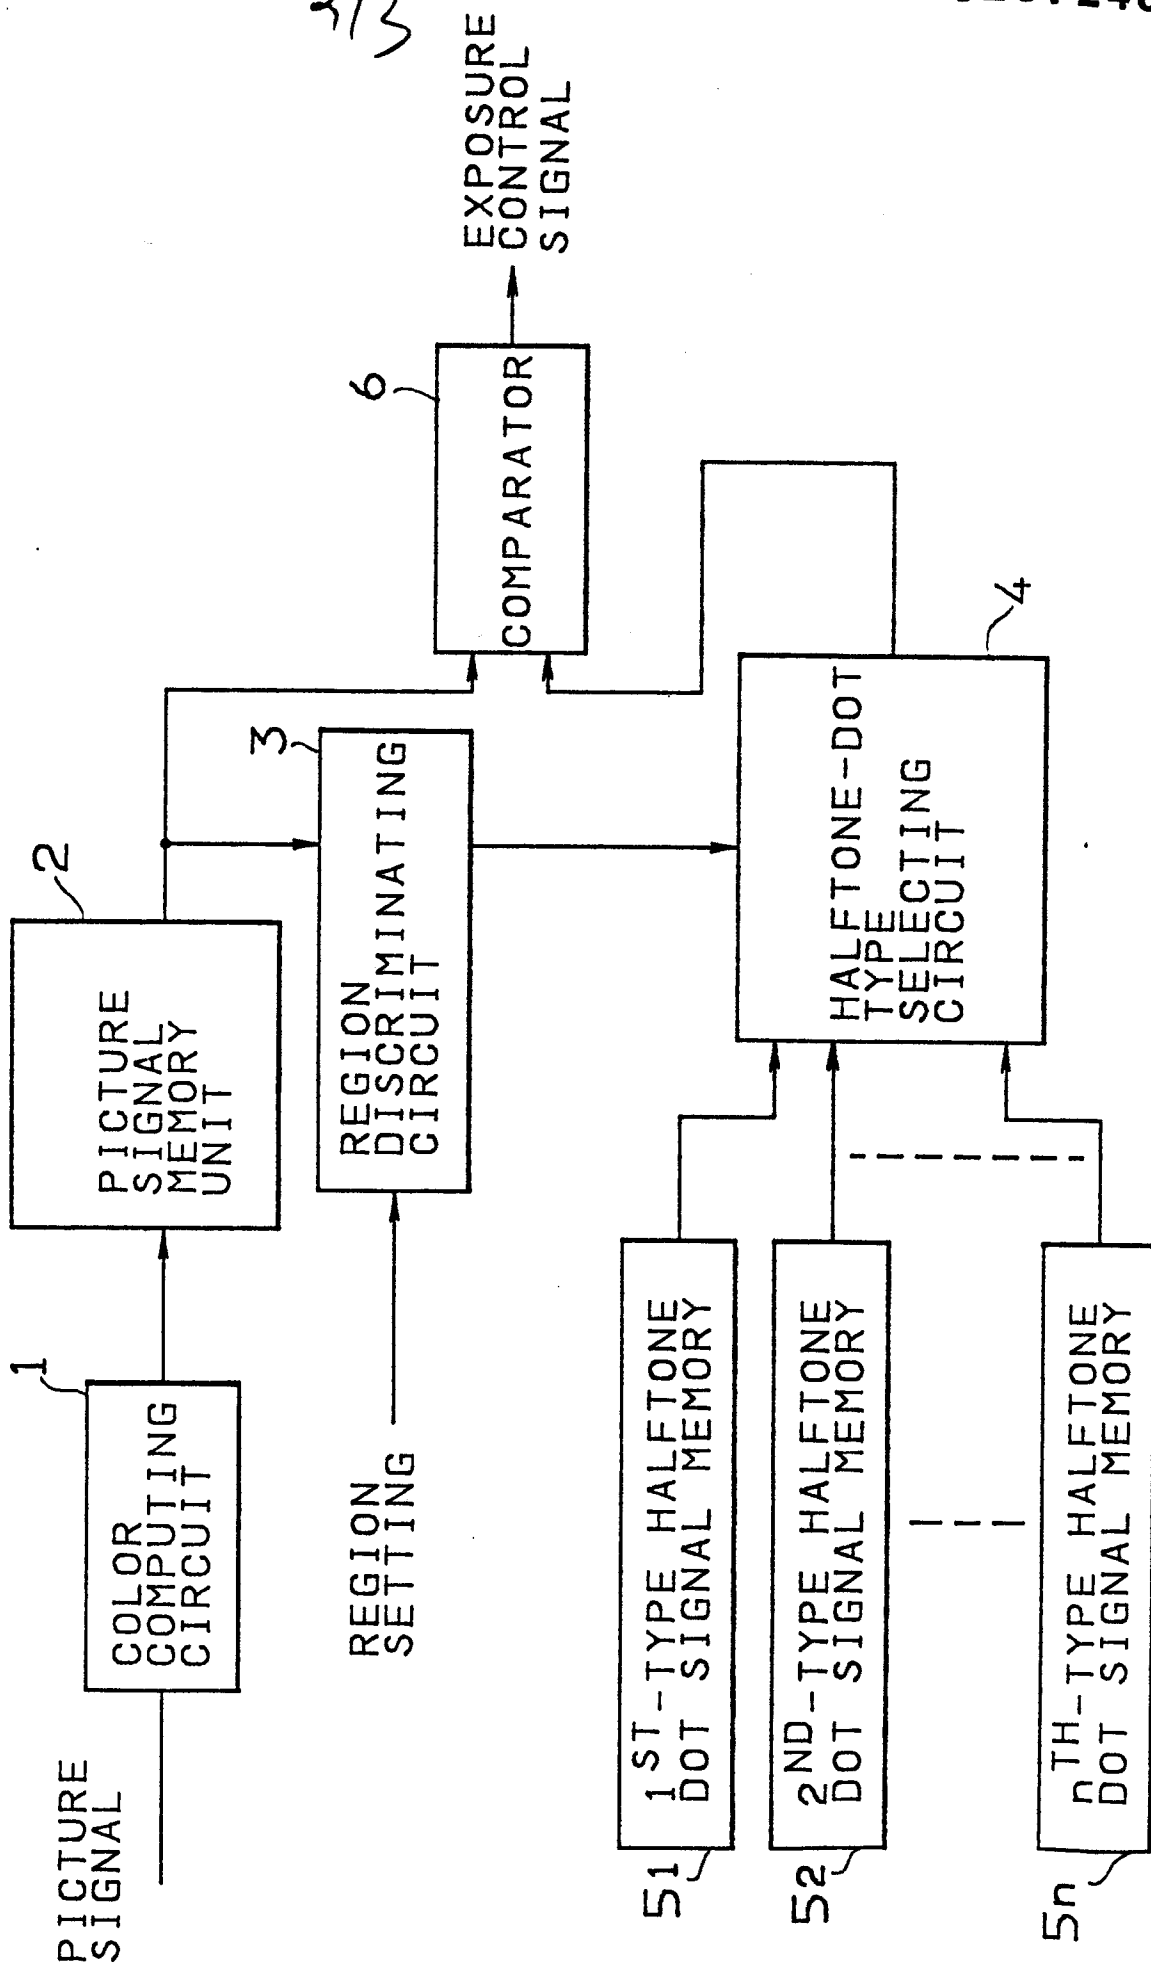 2/3
PICTURE
SIGNAL
1
COLOR
COMPUTING
CIRCUIT
2
PICTURE
SIGNAL
MEMORY
UNIT
REGION
SETTING
3
REGION
DISCRIMINATING
CIRCUIT
6
COMPARATOR
EXPOSURE
CONTROL
SIGNAL
4
HALFTONE-DOT
TYPE
SELECTING
CIRCUIT
51
1ST-TYPE HALFTONE
DOT SIGNAL MEMORY
52
2ND-TYPE HALFTONE
DOT SIGNAL MEMORY
5n
nTH-TYPE HALFTONE
DOT SIGNAL MEMORY